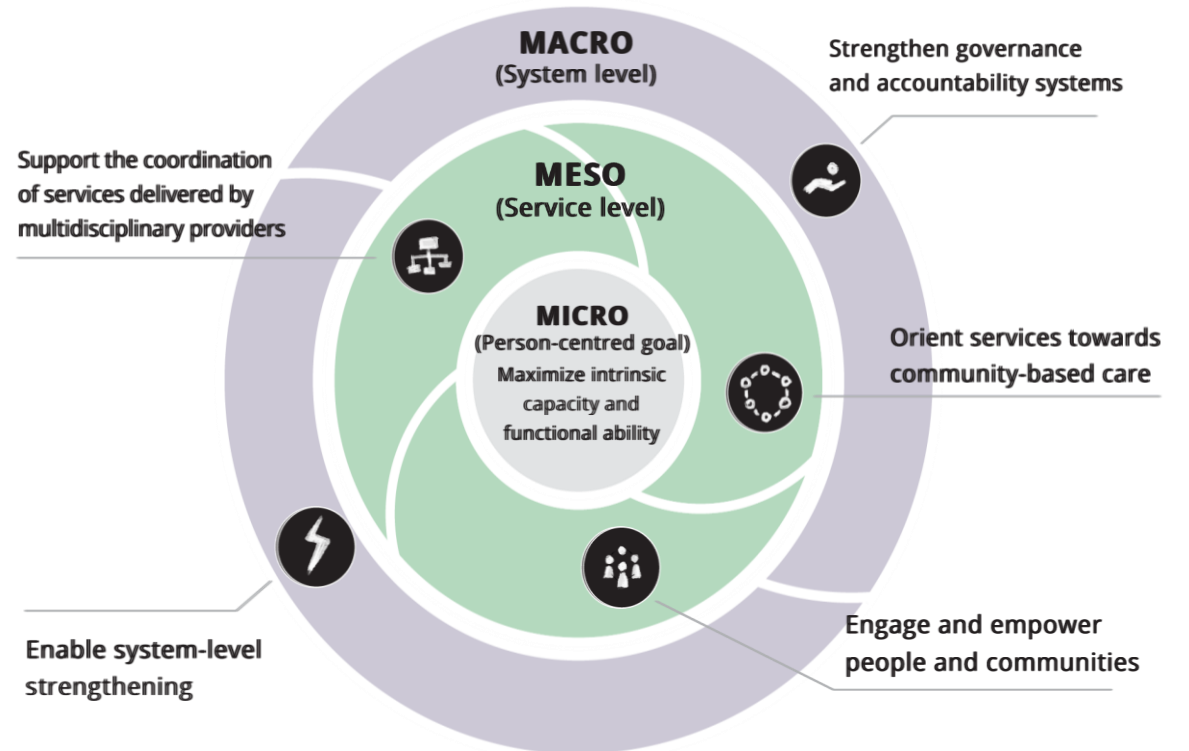 MACRO
(System level)
Strengthen governance
and accountability systems
Support the coordination
of services delivered by
multidisciplinary providers
MESO
(Service level)
MICRO
(Person-centred goal)
Maximize intrinsic
capacity and
functional ability
Orient services towards
community-based care
Enable system-level
strengthening
Engage and empower
people and communities